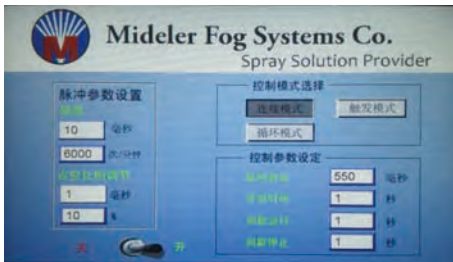 Mideler Fog Systems Co.
Spray Solution Provider
脉冲参数设置
10 毫秒
6000 次/分钟
1 毫秒
10 %
关 开
控制模式选择
连续模式 触发模式
循环模式
控制参数设定
550 毫秒
1 秒
1 秒
1 秒